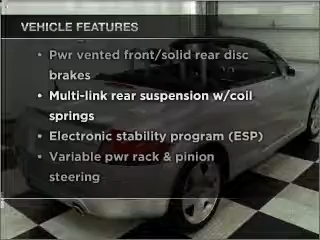 VEHICLE FEATURES
• Pwr vented front/solid rear disc
brakes
• Multi-link rear suspension w/coil
springs
• Electronic stability program (ESP)
• Variable pwr rack & pinion
steering